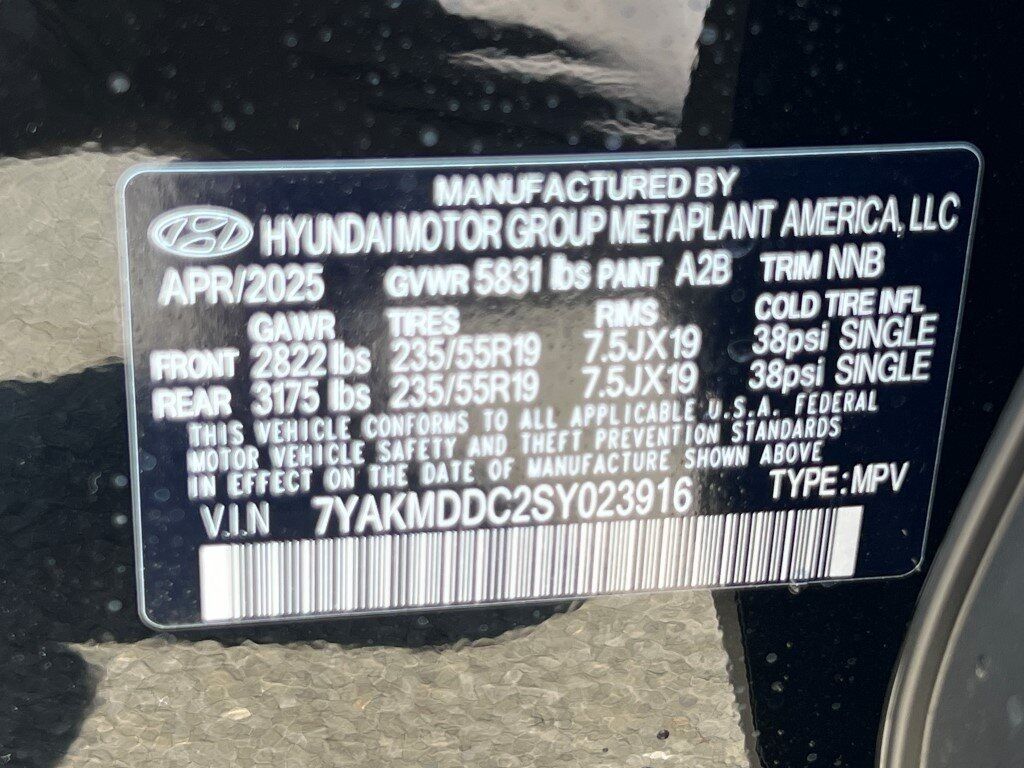 MANUFACTURED BY
HYUNDAI MOTOR GROUP METAPLANT AMERICA, LLC
APR/2025 GVWR 5831 lbs PANT A2B TRIM NNB
GAWR TIRES RIMS COLD TIRE INFL
FRONT 2822 lbs 235/55R19 7.5JX19 38psi SINGLE
REAR 3175 lbs 235/55R19 7.5JX19 38psi SINGLE
THIS VEHICLE CONFORMS TO ALL APPLICABLE U.S.A. FEDERAL
MOTOR VEHICLE SAFETY AND THEFT PREVENTION STANDARDS
IN EFFECT ON THE DATE OF MANUFACTURE SHOWN ABOVE
V.I.N 7YAKMDDC2SY023916 TYPE:MPV